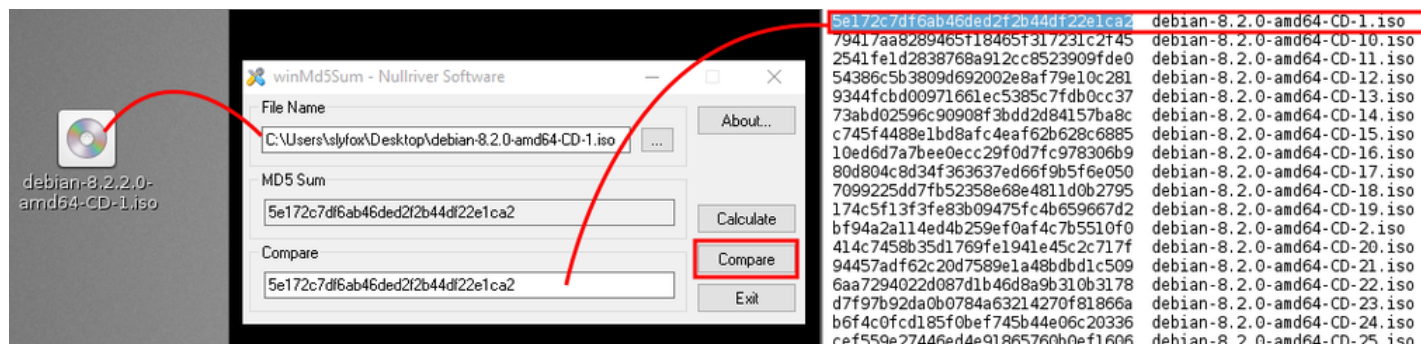 debian-8.2.2.0-
amd64-CD-1.iso
winMd5Sum - Nullriver Software
File Name
C:\Users\slyfox\Desktop\debian-8.2.0-amd64-CD-1.iso
...
About...
MD5 Sum
5e172c7df6ab46ded2f2b44df22e1ca2
Calculate
Compare
Compare
5e172c7df6ab46ded2f2b44df22e1ca2
Exit
5e172c7df6ab46ded2f2b44df22e1ca2 debian-8.2.0-amd64-CD-1.iso
79417aa8289465f18465f317231c2f45 debian-8.2.0-amd64-CD-10.iso
2541fe1d2838768a912cc8523909fde0 debian-8.2.0-amd64-CD-11.iso
54386c5b3809d692002e8af79e10c281 debian-8.2.0-amd64-CD-12.iso
9344fcbd00971661ec5385c7fdb0cc37 debian-8.2.0-amd64-CD-13.iso
73abd02596c90908f3bdd2d84157ba8c debian-8.2.0-amd64-CD-14.iso
c745f4488e1bd8afc4eaf62b628c6885 debian-8.2.0-amd64-CD-15.iso
10ed6d7a7bee0ecc29f0d7fc978306b9 debian-8.2.0-amd64-CD-16.iso
80d804c8d34f363637ed66f9b5f6e050 debian-8.2.0-amd64-CD-17.iso
7099225dd7fb52358e68e4811d0b2795 debian-8.2.0-amd64-CD-18.iso
174c5f13f3fe83b09475fc4b659667d2 debian-8.2.0-amd64-CD-19.iso
bf94a2a114ed4b259ef0af4c7b5510f0 debian-8.2.0-amd64-CD-2.iso
414c7458b35d1769fe1941e45c2c717f debian-8.2.0-amd64-CD-20.iso
94457adf62c20d7589e1a48bdbd1c509 debian-8.2.0-amd64-CD-21.iso
6aa7294022d087d1b46d8a9b310b3178 debian-8.2.0-amd64-CD-22.iso
d7f97b92da0b0784a63214270f81866a debian-8.2.0-amd64-CD-23.iso
b6f4c0fcd185f0bef745b44e06c20336 debian-8.2.0-amd64-CD-24.iso
cef559e27446ed4e91865760b0ef1606 debian-8.2.0-amd64-CD-25.iso